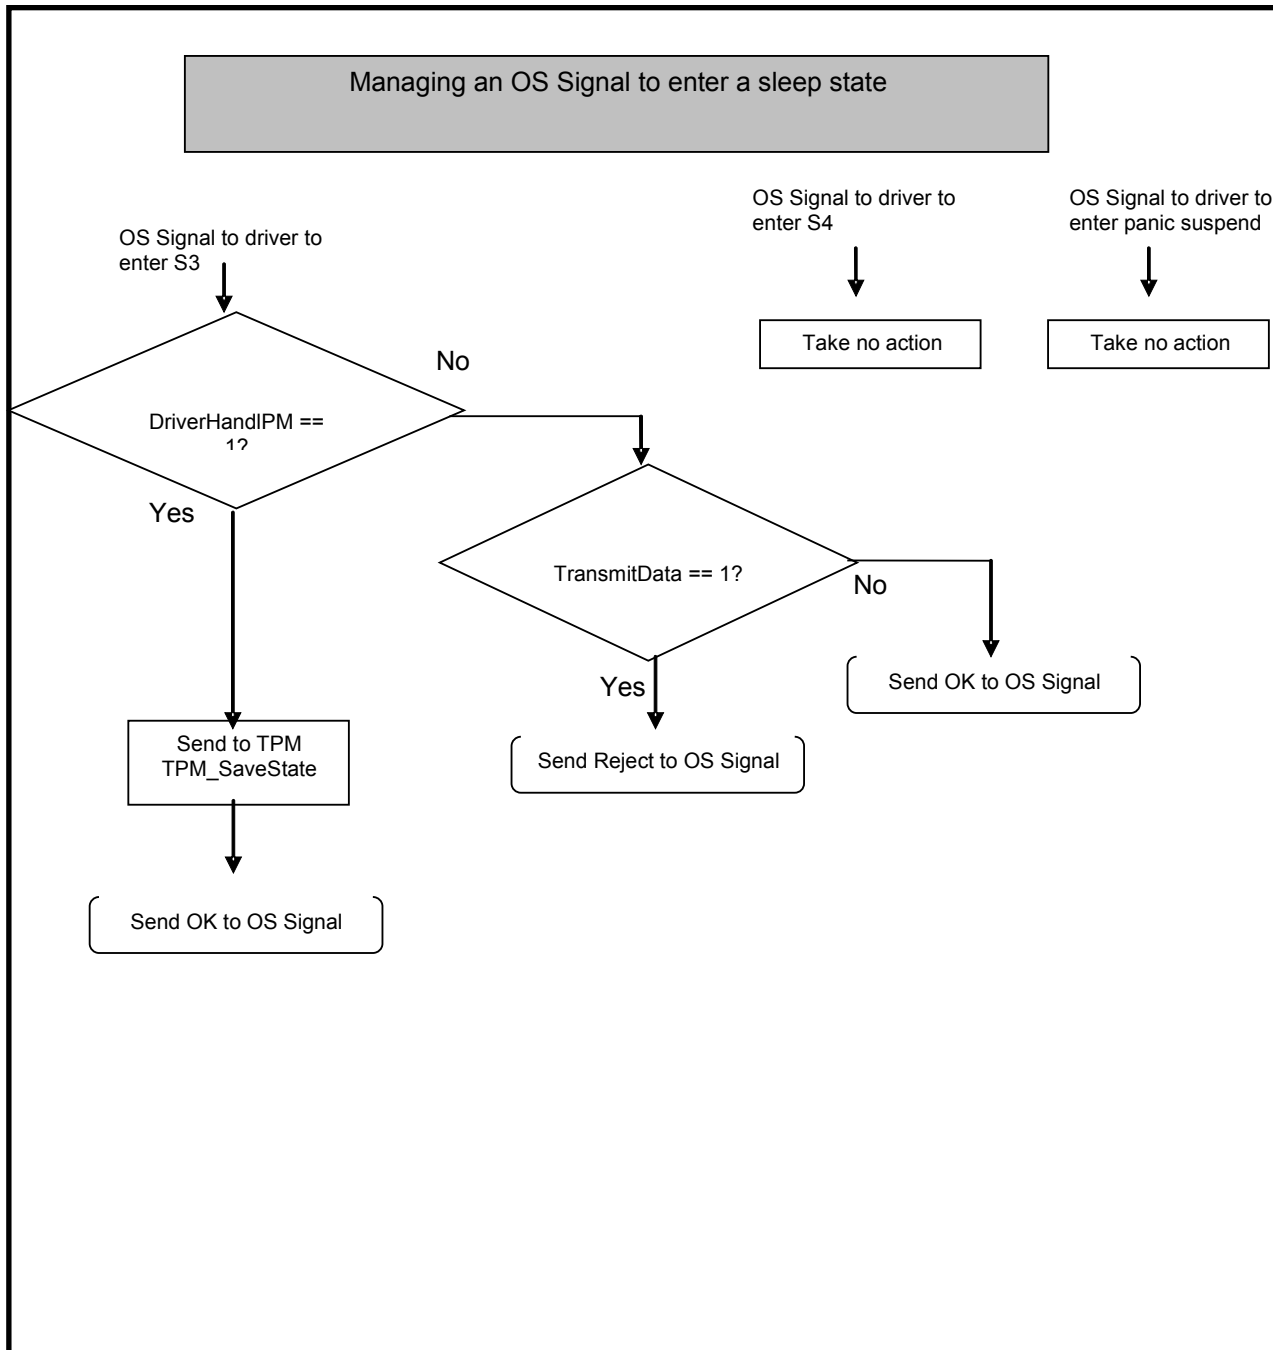 Managing an OS Signal to enter a sleep state
OS Signal to driver to
enter S3
OS Signal to driver to
enter S4
OS Signal to driver to
enter panic suspend
Take no action
Take no action
No
DriverHandlPM ==
1?
Yes
TransmitData == 1?
No
Yes
Send OK to OS Signal
Send to TPM
TPM_SaveState
Send Reject to OS Signal
Send OK to OS Signal